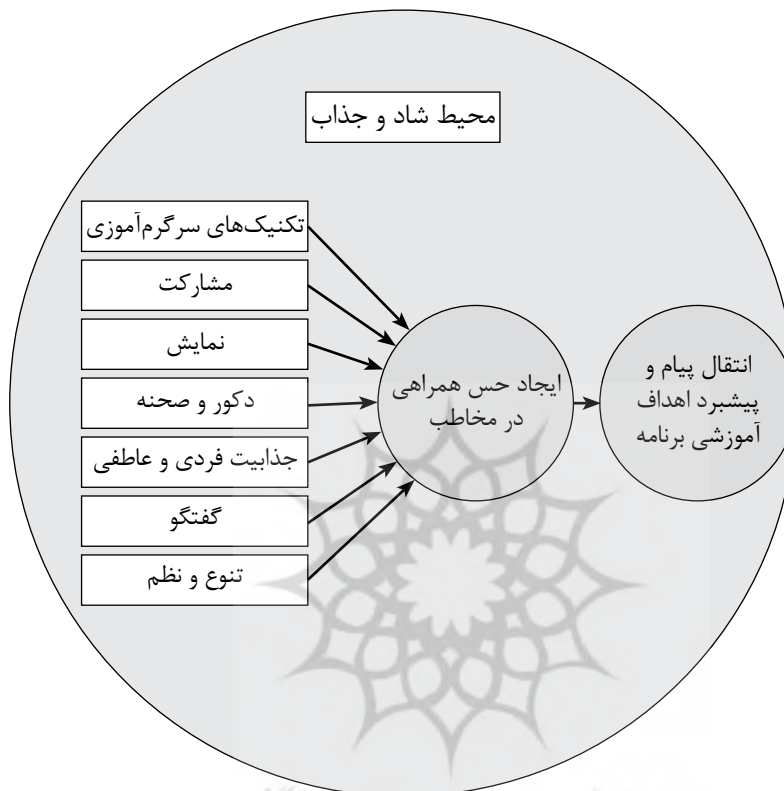 محیط شاد و جذاب
تکنیک‌های سرگرم‌آموزی
مشارکت
نمایش
دکور و صحنه
جذابیت فردی و عاطفی
گفتگو
تنوع و نظم
ایجاد حس همراهی
در مخاطب
انتقال پیام و
پیشبرد اهداف
آموزشی برنامه